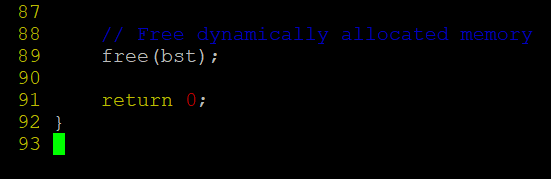 87
88     // Free dynamically allocated memory
89     free(bst);
90
91     return 0;
92 }
93